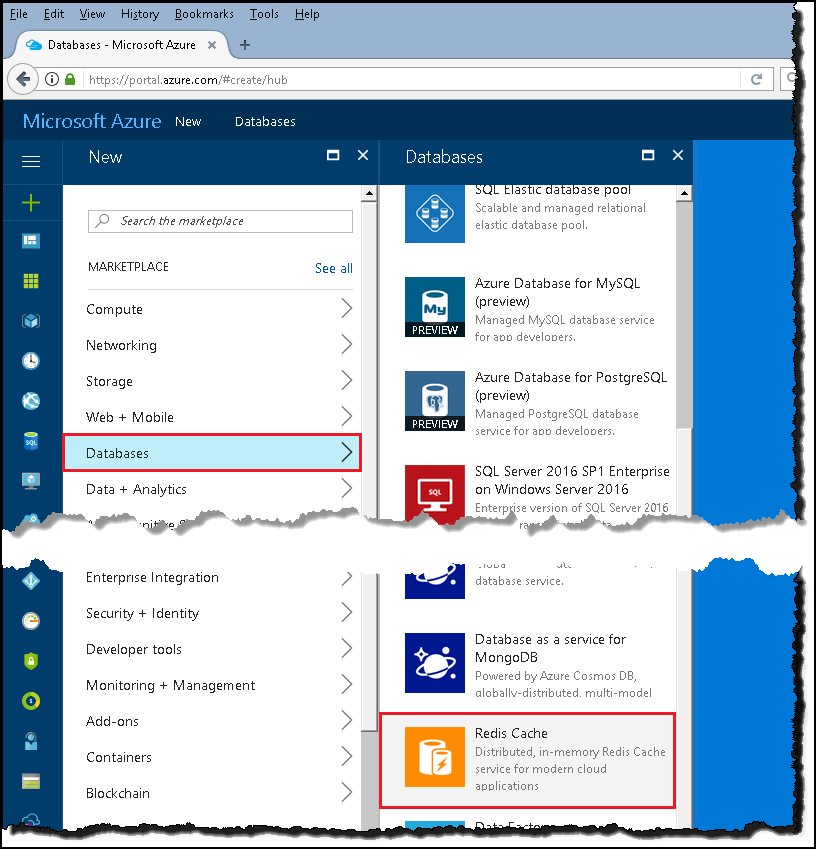 File Edit View History Bookmarks Tools Help
Databases - Microsoft Azure
https://portal.azure.com/#create/hub
Microsoft Azure New Databases
New
Search the marketplace
MARKETPLACE See all
Compute
Networking
Storage
Web + Mobile
Databases
Data + Analytics
Enterprise Integration
Security + Identity
Developer tools
Monitoring + Management
Add-ons
Containers
Blockchain
Databases
SQL Elastic database pool
Scalable and managed relational
elastic database pool.
My
PREVIEW
Azure Database for MySQL
(preview)
Managed MySQL database service
for app developers.
PREVIEW
Azure Database for PostgreSQL
(preview)
Managed PostgreSQL database
service for app developers.
SQL
SQL Server 2016 SP1 Enterprise
on Windows Server 2016
Enterprise version of SQL Server 2016
database service.
Database as a service for
MongoDB
Powered by Azure Cosmos DB,
globally-distributed, multi-model
Redis Cache
Distributed, in-memory Redis Cache
service for modern cloud
applications
Data Factory
SQL